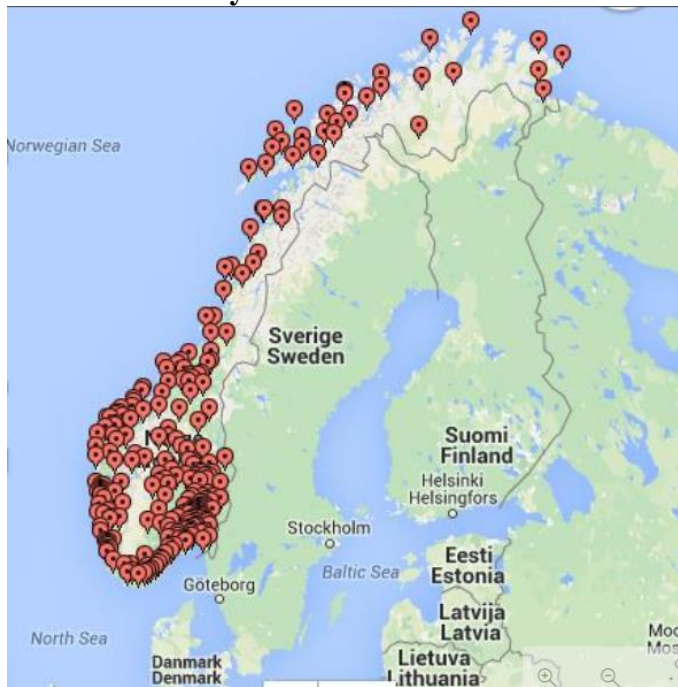 Norwegian Sea
Sverige
Sweden
Suomi
Finland
Helsinki
Helsingfors
Stockholm
Eesti
Estonia
Baltic Sea
Göteborg
Latvija
Latvia
North Sea
Danmark
Denmark
Lietuva
Lithuania